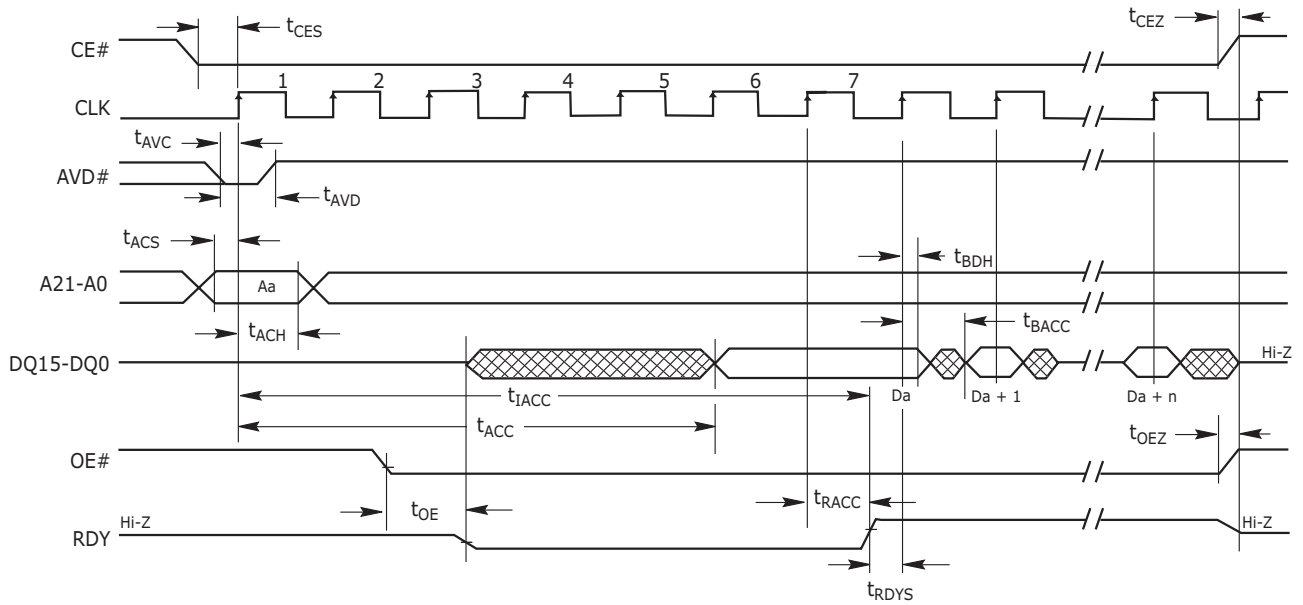 tCES
tCEZ
CE#
1 2 3 4 5 6 7
CLK
tAVC
AVD#
tAVD
tACS
tBDH
A21-A0
Aa
tACH
tBACC
DQ15-DQ0
Hi-Z
tIACC
Da
Da + 1
Da + n
tACC
tOEZ
OE#
tRACC
tOE
Hi-Z
Hi-Z
RDY
tRDYS